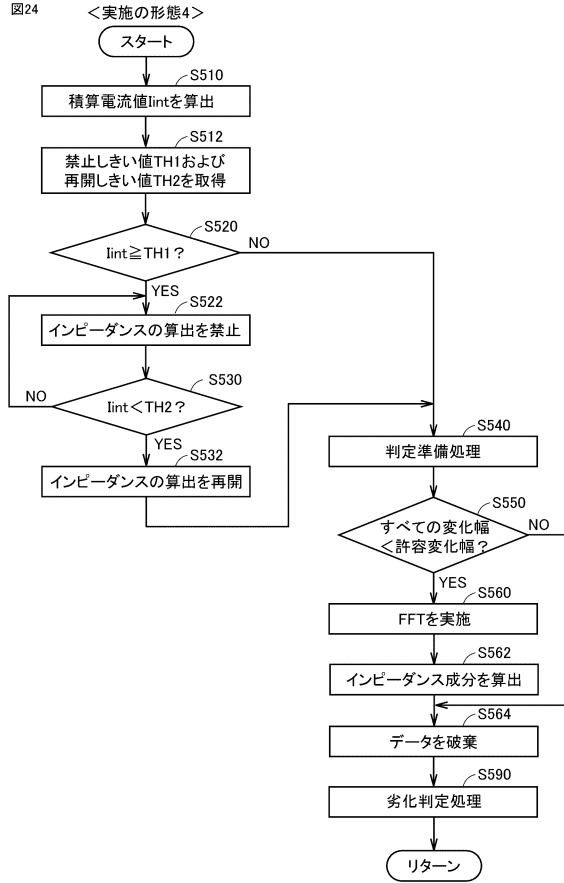 図24
＜実施の形態4＞
スタート
S510
積算電流値Iintを算出
S512
禁止しきい値TH1および
再開しきい値TH2を取得
S520
Iint≧TH1？
NO
YES
S522
インピーダンスの算出を禁止
S530
Iint＜TH2？
NO
YES
S532
インピーダンスの算出を再開
S540
判定準備処理
S550
すべての変化幅
＜許容変化幅？
NO
YES
S560
FFTを実施
S562
インピーダンス成分を算出
S564
データを破棄
S590
劣化判定処理
リターン